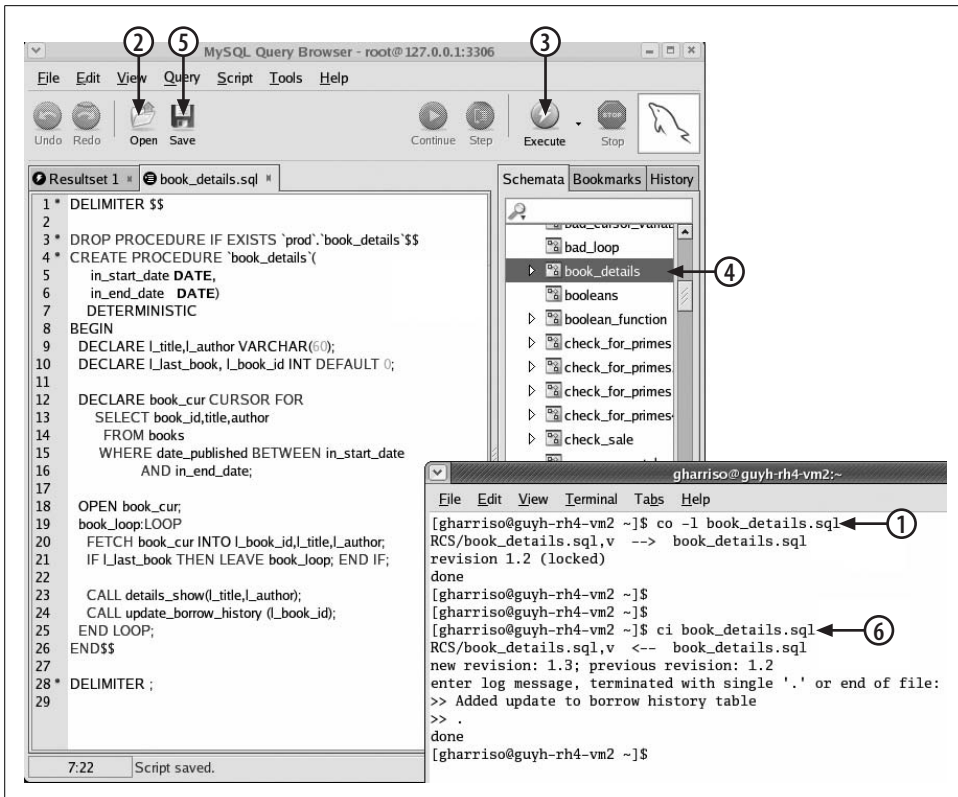 2
5
3
MySQL Query Browser - root@127.0.0.1:3306
File Edit View Query Script Tools Help
Undo Redo Open Save Continue Step Execute Stop
STOP
Resultset 1 book_details.sql
Schemata Bookmarks History
1 * DELIMITER $$
2
3 * DROP PROCEDURE IF EXISTS `prod`.`book_details`$$
4 * CREATE PROCEDURE `book_details`(
5 in_start_date DATE,
6 in_end_date DATE)
7 DETERMINISTIC
8 BEGIN
9 DECLARE l_title,l_author VARCHAR(60);
10 DECLARE l_last_book, l_book_id INT DEFAULT 0;
11
12 DECLARE book_cur CURSOR FOR
13 SELECT book_id,title,author
14 FROM books
15 WHERE date_published BETWEEN in_start_date
16 AND in_end_date;
17
18 OPEN book_cur;
19 book_loop:LOOP
20 FETCH book_cur INTO l_book_id,l_title,l_author;
21 IF l_last_book THEN LEAVE book_loop; END IF;
22
23 CALL details_show(l_title,l_author);
24 CALL update_borrow_history (l_book_id);
25 END LOOP;
26 END$$
27
28 * DELIMITER ;
29
7:22 Script saved.
bad_loop
book_details
4
booleans
boolean_function
check_for_primes
check_for_primes
check_for_primes
check_for_primes
check_sale
gharriso@guyh-rh4-vm2:~
File Edit View Terminal Tabs Help
[gharriso@guyh-rh4-vm2 ~]$ co -l book_details.sql
1
RCS/book_details.sql,v --> book_details.sql
revision 1.2 (locked)
done
[gharriso@guyh-rh4-vm2 ~]$
[gharriso@guyh-rh4-vm2 ~]$
[gharriso@guyh-rh4-vm2 ~]$ ci book_details.sql
6
RCS/book_details.sql,v <-- book_details.sql
new revision: 1.3; previous revision: 1.2
enter log message, terminated with single '.' or end of file:
>> Added update to borrow history table
>> .
done
[gharriso@guyh-rh4-vm2 ~]$